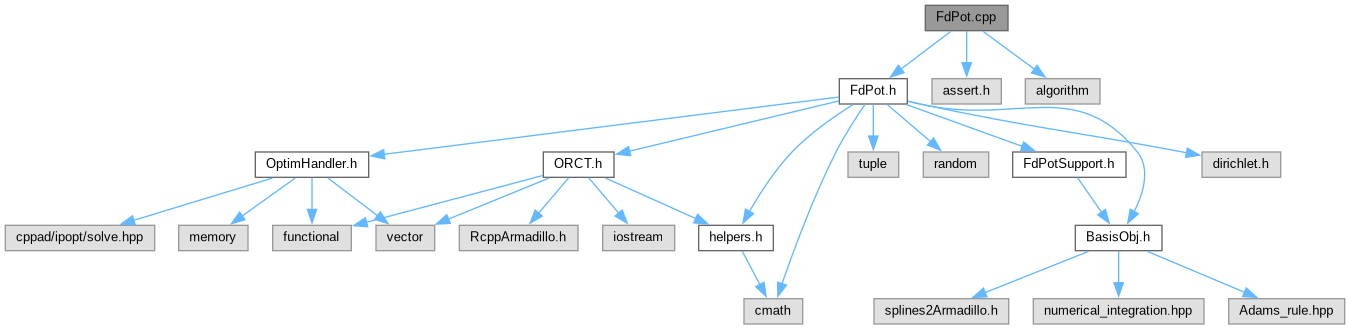 FdPot.cpp
FdPot.h
assert.h
algorithm
OptimHandler.h
ORCT.h
tuple
random
FdPotSupport.h
dirichlet.h
cppad/ipopt/solve.hpp
memory
functional
vector
RcppArmadillo.h
iostream
helpers.h
BasisObj.h
cmath
splines2Armadillo.h
numerical_integration.hpp
Adams_rule.hpp